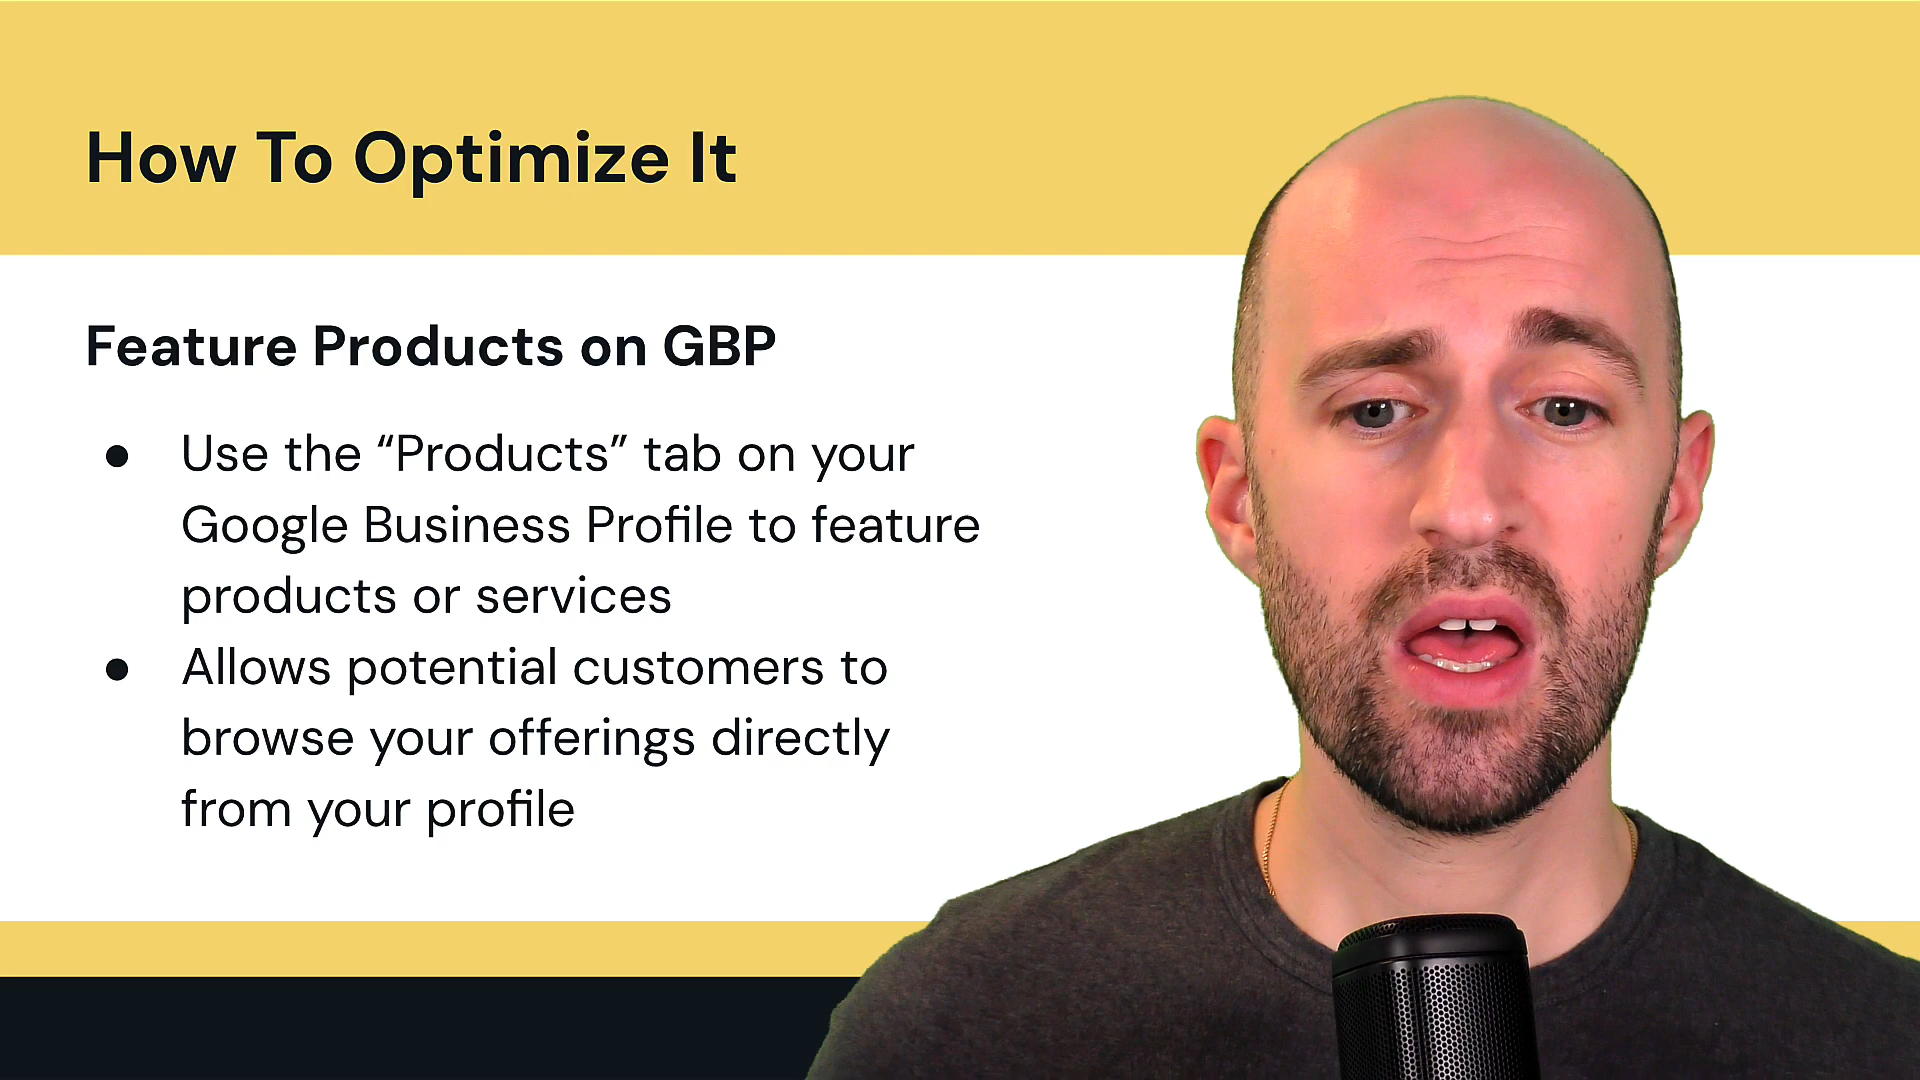 How To Optimize It
Feature Products on GBP
● Use the “Products” tab on your
Google Business Profile to feature
products or services
● Allows potential customers to
browse your offerings directly
from your profile